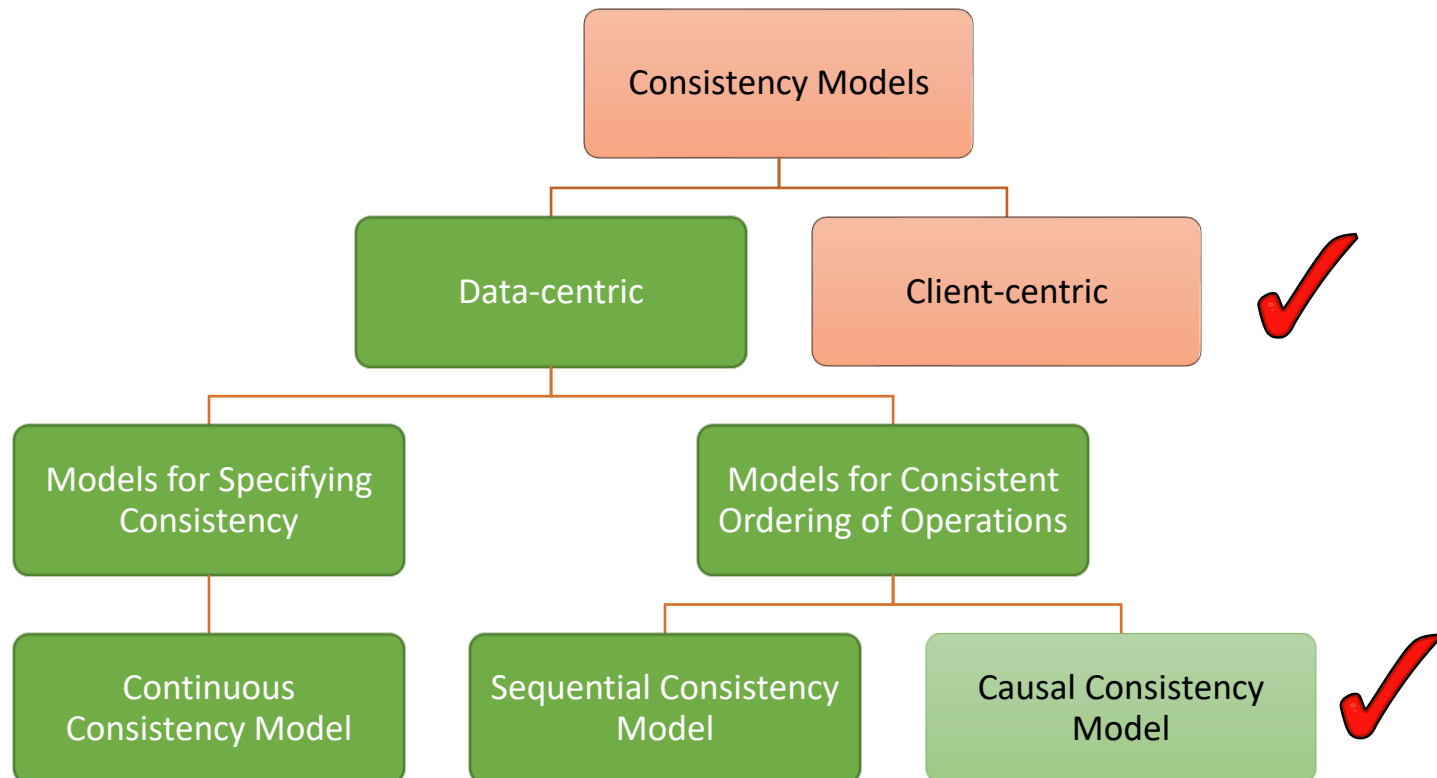 Consistency Models
Data-centric
Client-centric
Models for Specifying
Consistency
Models for Consistent
Ordering of Operations
Continuous
Consistency Model
Sequential Consistency
Model
Causal Consistency
Model